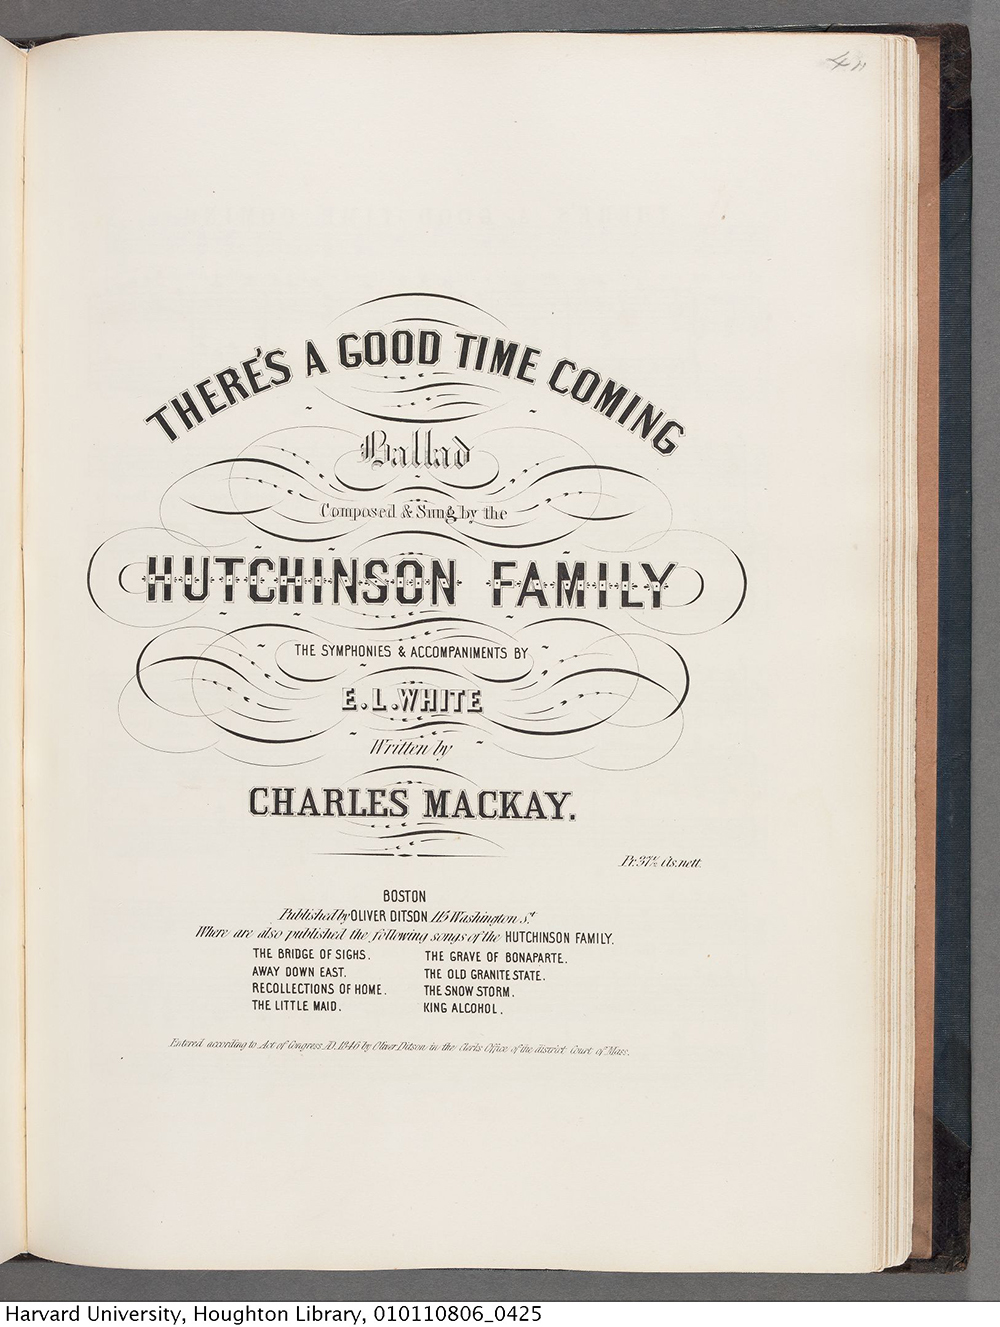 THERE'S A GOOD TIME COMING
Ballad
Composed & Sung by the
HUTCHINSON FAMILY
THE SYMPHONIES & ACCOMPANIMENTS BY
E. L. WHITE
Written by
CHARLES MACKAY.
Pr. 37½ Cts. nett.
BOSTON
Published by OLIVER DITSON 115 Washington St.
Where are also published the following songs of the HUTCHINSON FAMILY.
THE BRIDGE OF SIGHS. THE GRAVE OF BONAPARTE.
AWAY DOWN EAST. THE OLD GRANITE STATE.
RECOLLECTIONS OF HOME. THE SNOW STORM.
THE LITTLE MAID. KING ALCOHOL.
Entered according to Act of Congress AD. 1846 by Oliver Ditson in the Clerks Office of the district Court of Mass.
Harvard University, Houghton Library, 010110806_0425